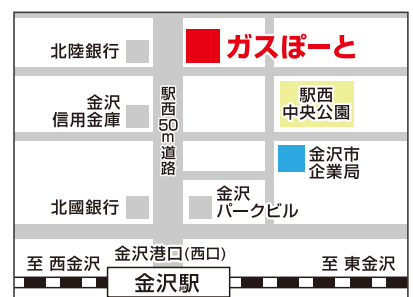 北陸銀行
ガスぽーと
金沢
信用金庫
駅西50m道路
駅西
中央公園
金沢市
企業局
北國銀行
金沢
パークビル
金沢港口(西口)
至 西金沢
金沢駅
至 東金沢